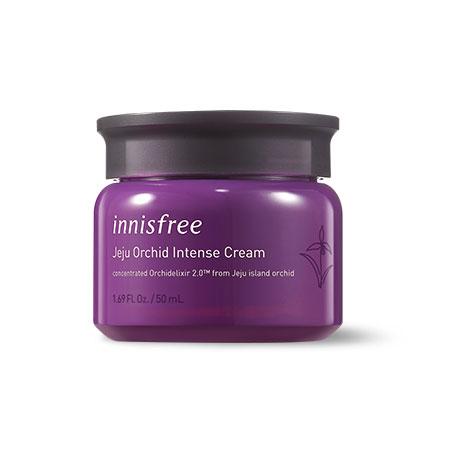 innisfree
Jeju Orchid Intense Cream
concentrated Orchidelixir 2.0™ from Jeju island orchid
1.69 FL Oz. / 50 mL